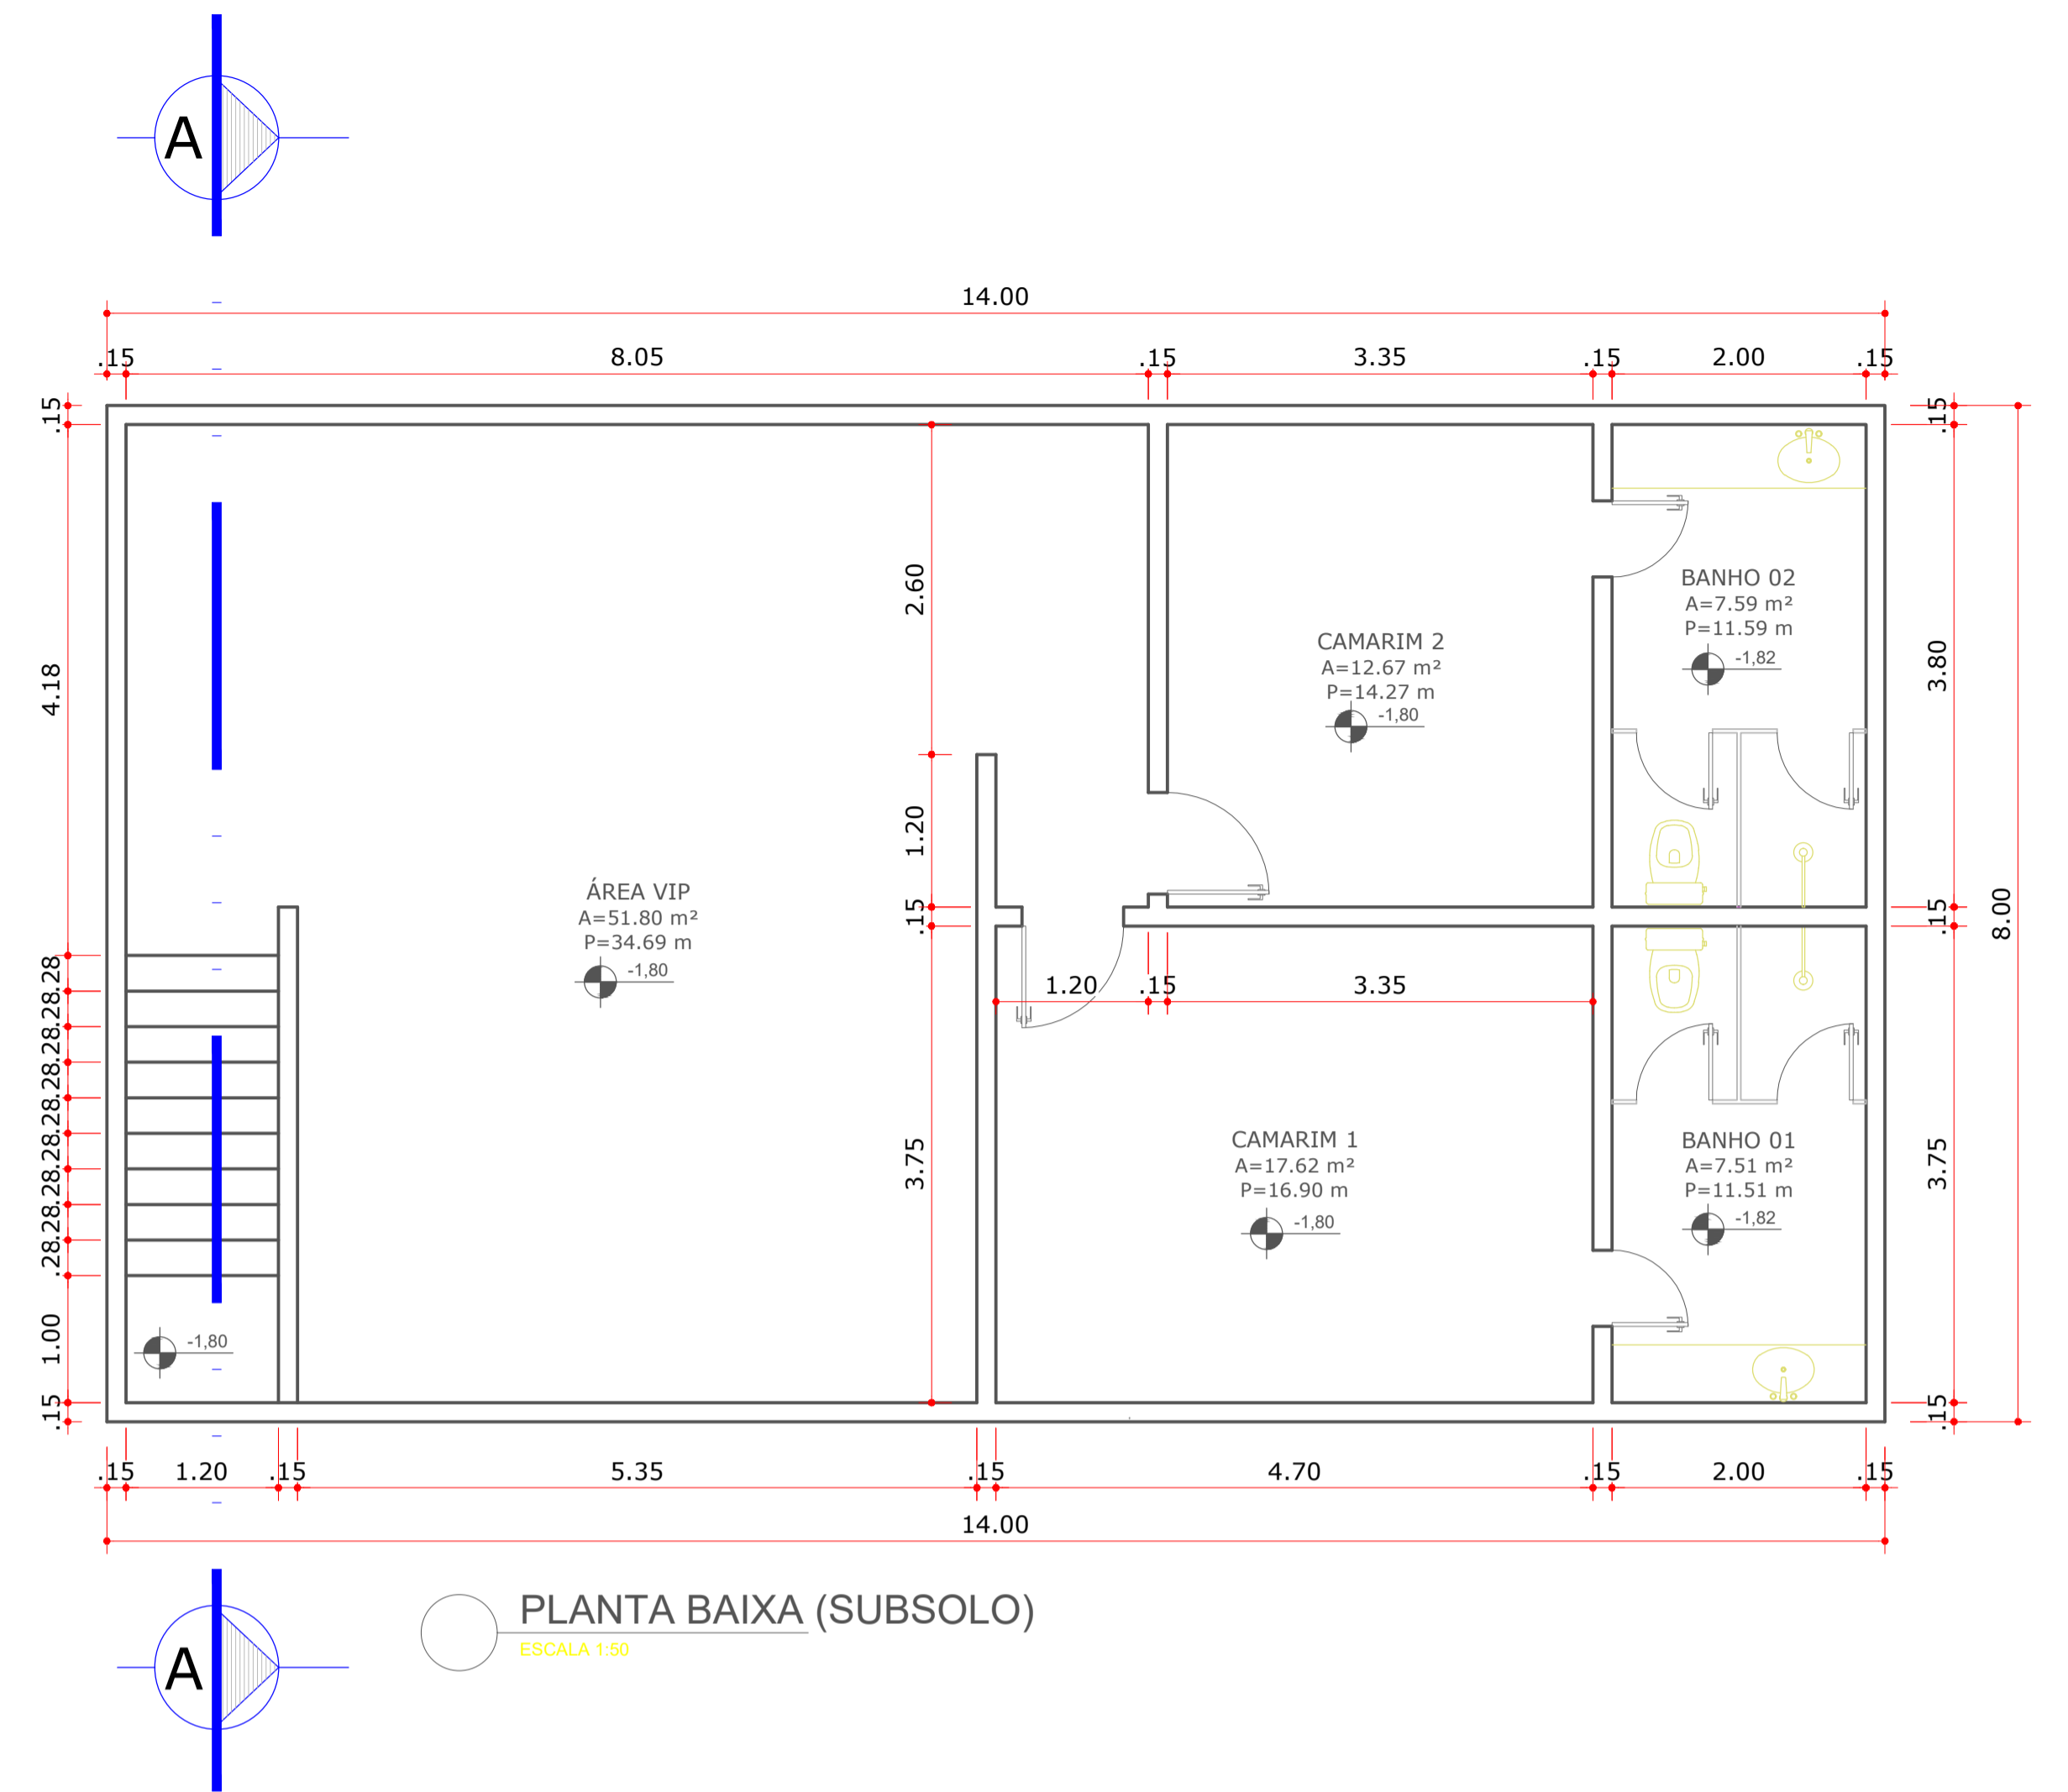 A
14.00
.15 8.05 .15 3.35 .15 2.00 .15
.15
4.18
.28
.28
.28
.28
.28
.28
.28
.28
.28
1.00
.15
2.60
1.20
.15
3.75
.15
3.80
.15
3.75
.15
8.00
BANHO 02
A=7.59 m²
P=11.59 m
-1,82
CAMARIM 2
A=12.67 m²
P=14.27 m
-1,80
ÁREA VIP
A=51.80 m²
P=34.69 m
-1,80
1.20 .15 3.35
CAMARIM 1
A=17.62 m²
P=16.90 m
-1,80
BANHO 01
A=7.51 m²
P=11.51 m
-1,82
-1,80
.15 1.20 .15 5.35 .15 4.70 .15 2.00 .15
14.00
A
PLANTA BAIXA (SUBSOLO)
ESCALA 1:50